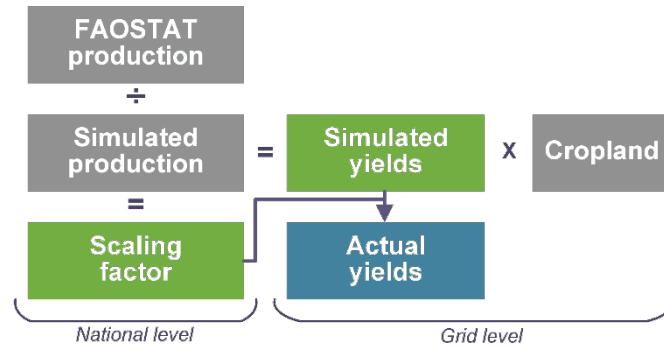 FAOSTAT
production
÷
Simulated
production
=
Simulated
yields
x
Cropland
=
Scaling
factor
Actual
yields
National level
Grid level